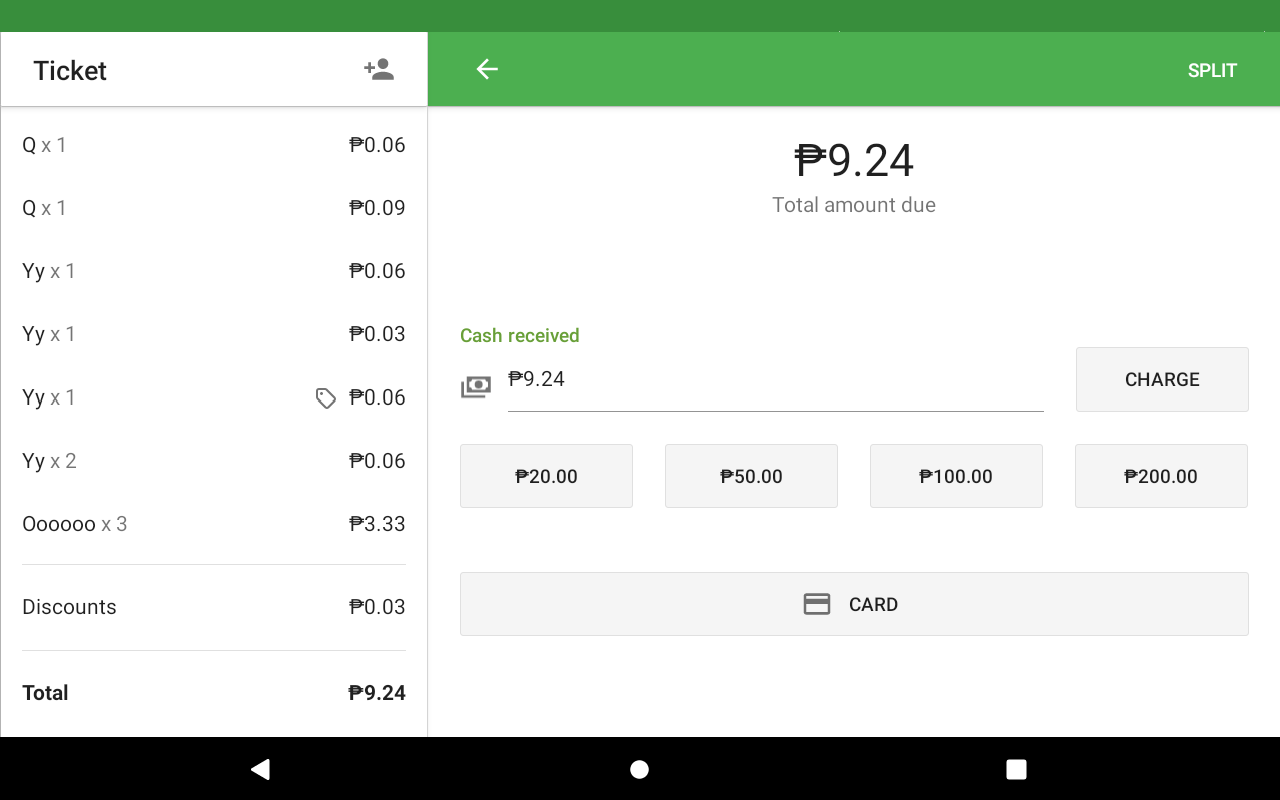 Ticket
SPLIT
Q x 1 ₱0.06
Q x 1 ₱0.09
Yy x 1 ₱0.06
Yy x 1 ₱0.03
Yy x 1 ₱0.06
Yy x 2 ₱0.06
Oooooo x 3 ₱3.33
Discounts ₱0.03
Total ₱9.24
₱9.24
Total amount due
Cash received
₱9.24
CHARGE
₱20.00 ₱50.00 ₱100.00 ₱200.00
CARD